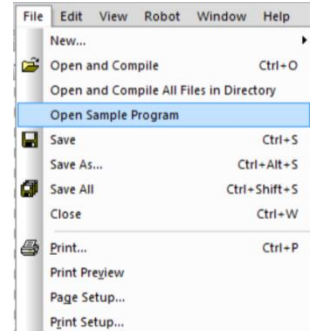 File Edit View Robot Window Help
New...
Open and Compile Ctrl+O
Open and Compile All Files in Directory
Open Sample Program
Save Ctrl+S
Save As... Ctrl+Alt+S
Save All Ctrl+Shift+S
Close Ctrl+W
Print... Ctrl+P
Print Preview
Page Setup...
Print Setup...